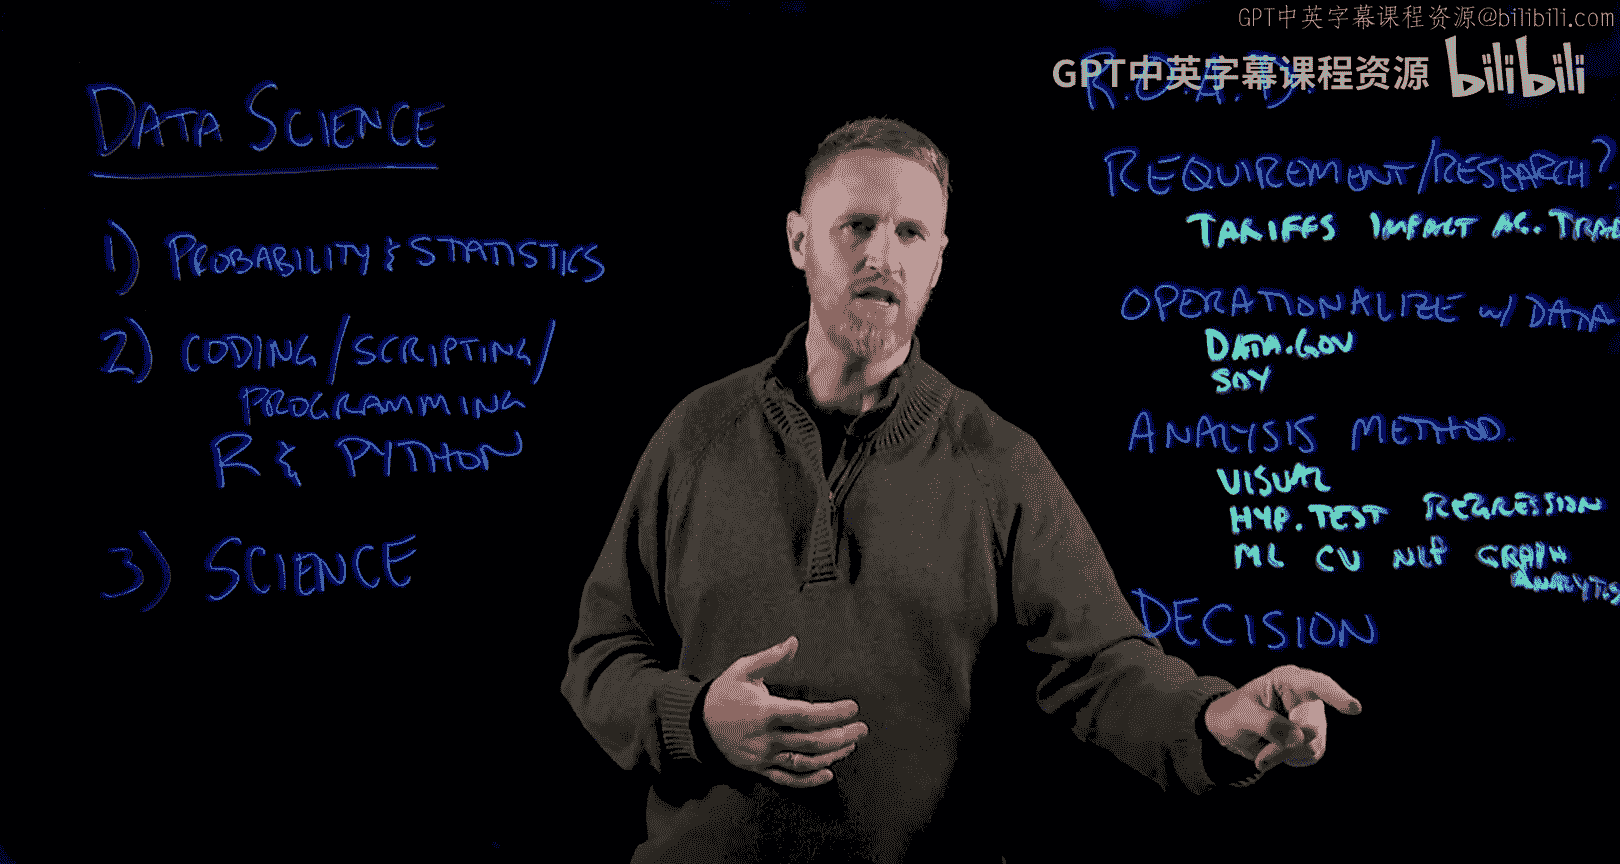 GPT中英字幕课程资源@bilibili.com
GPT中英字幕课程资源 bilibili
DATA SCIENCE
1) PROBABILITY & STATISTICS
2) CODING/SCRIPTING/
PROGRAMMING
R & PYTHON
3) SCIENCE
R.O.A.D.
REQUIREMENT/RESEARCH?
TARIFFS IMPACT AG. TRAD
OPERATIONALIZE W/ DATA
DATA.GOV
SOY
ANALYSIS METHOD.
VISUAL
HYP. TEST REGRESSION
ML CV NLP GRAPH
ANALYTICS
DECISION